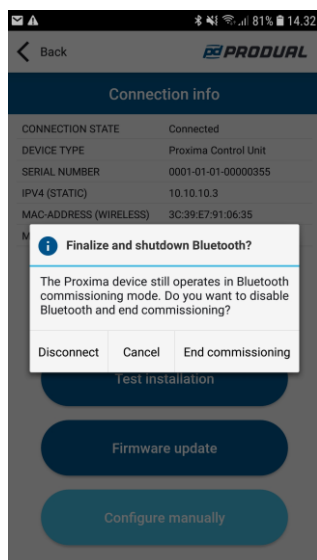 81% 14.32
Back PRODUAL
Connection info
CONNECTION STATE Connected
DEVICE TYPE Proxima Control Unit
SERIAL NUMBER 0001-01-01-00000355
IPV4 (STATIC) 10.10.10.3
MAC-ADDRESS (WIRELESS) 3C:39:E7:91:06:35
M
Finalize and shutdown Bluetooth?
The Proxima device still operates in Bluetooth
commissioning mode. Do you want to disable
Bluetooth and end commissioning?
Disconnect Cancel End commissioning
Test installation
Firmware update
Configure manually